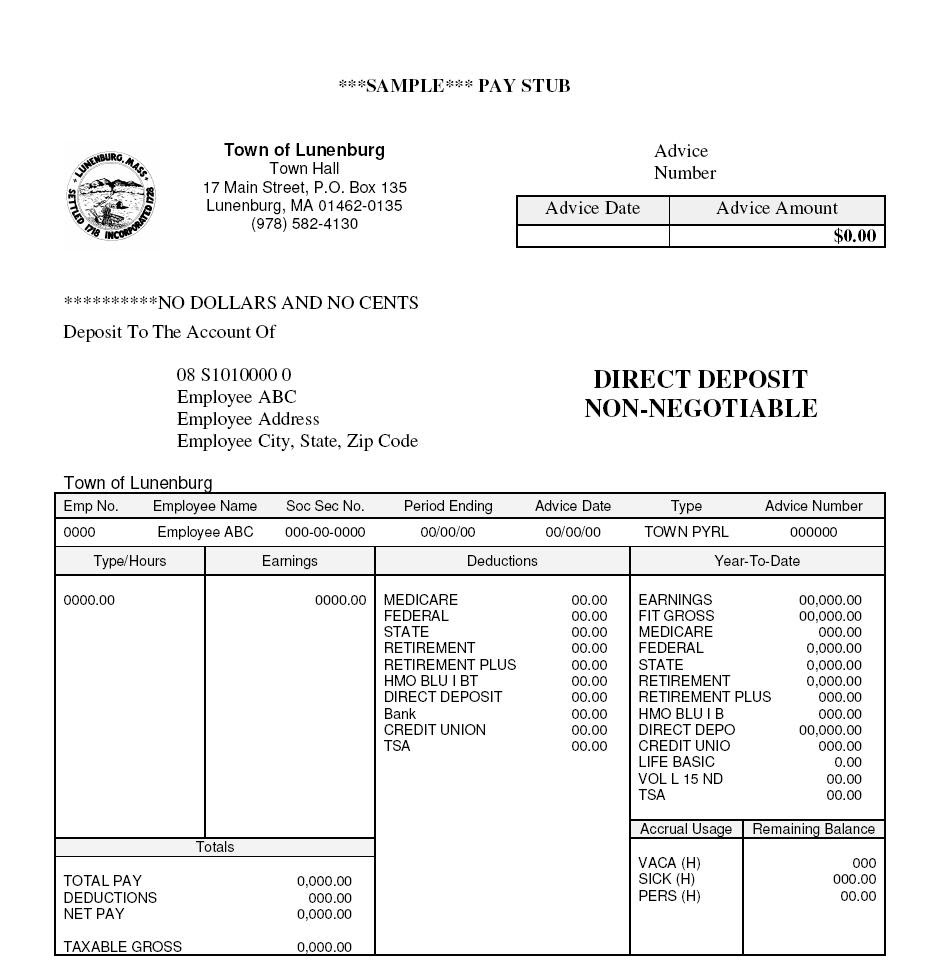 ***SAMPLE*** PAY STUB
LUNENBURG, MASS
SETTLED 1718 INCORPORATED 1728
Town of Lunenburg
Town Hall
17 Main Street, P.O. Box 135
Lunenburg, MA 01462-0135
(978) 582-4130
Advice
Number
Advice Date Advice Amount
$0.00
**********NO DOLLARS AND NO CENTS
Deposit To The Account Of
08 S1010000 0
Employee ABC
Employee Address
Employee City, State, Zip Code
DIRECT DEPOSIT
NON-NEGOTIABLE
Town of Lunenburg
Emp No. Employee Name Soc Sec No. Period Ending Advice Date Type Advice Number
0000 Employee ABC 000-00-0000 00/00/00 00/00/00 TOWN PYRL 000000
Type/Hours Earnings Deductions Year-To-Date
0000.00 0000.00 MEDICARE 00.00 EARNINGS 00,000.00
FEDERAL 00.00 FIT GROSS 00,000.00
STATE 00.00 MEDICARE 000.00
RETIREMENT 00.00 FEDERAL 0,000.00
RETIREMENT PLUS 00.00 STATE 0,000.00
HMO BLU I BT 00.00 RETIREMENT 0,000.00
DIRECT DEPOSIT 00.00 RETIREMENT PLUS 000.00
Bank 00.00 HMO BLU I B 000.00
CREDIT UNION 00.00 DIRECT DEPO 00,000.00
TSA 00.00 CREDIT UNIO 000.00
LIFE BASIC 0.00
VOL L 15 ND 00.00
TSA 00.00
Accrual Usage Remaining Balance
VACA (H) 000
SICK (H) 000.00
PERS (H) 00.00
Totals
TOTAL PAY 0,000.00
DEDUCTIONS 000.00
NET PAY 0,000.00
TAXABLE GROSS 0,000.00